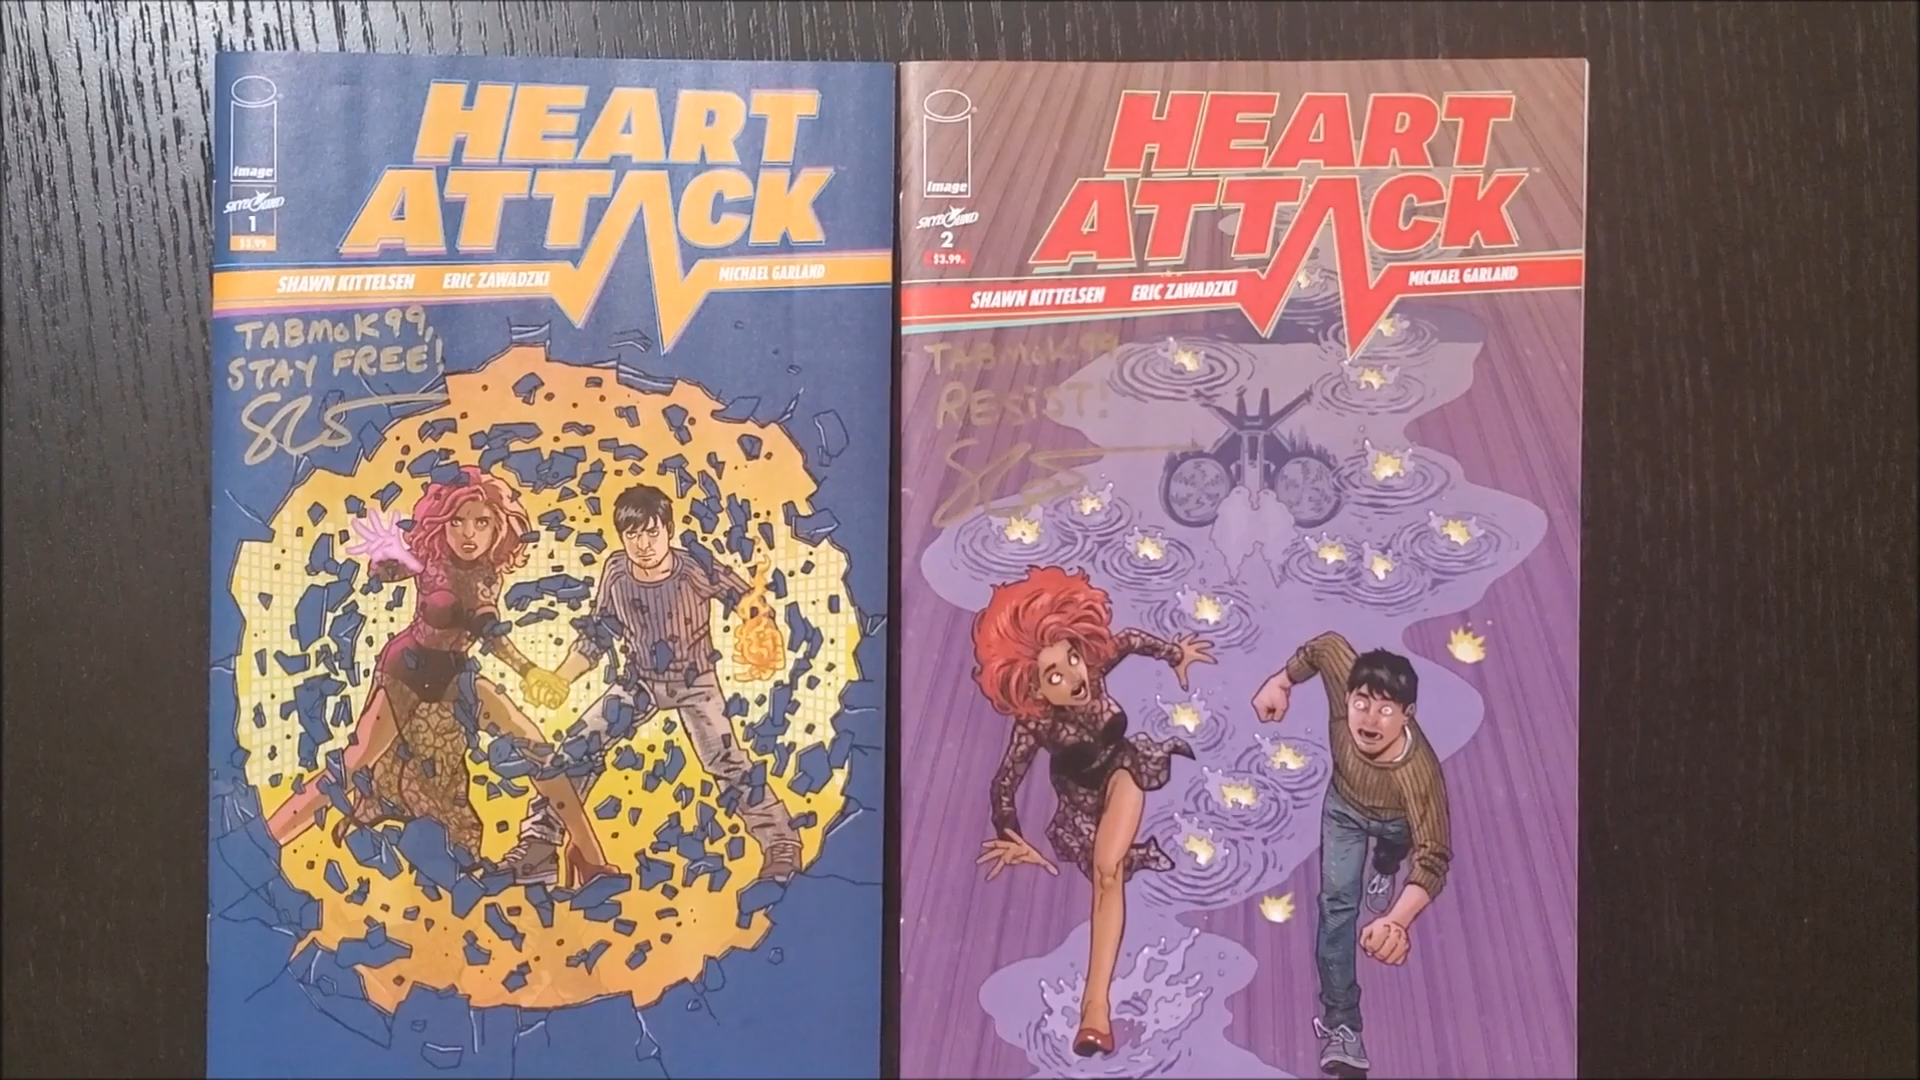 HEART
ATTACK
image
SKYBOUND
1
$3.99
SHAWN KITTELSEN ERIC ZAWADZKI MICHAEL GARLAND
TABMOK99,
STAY FREE!
HEART
ATTACK
image
SKYBOUND
2
$3.99
SHAWN KITTELSEN ERIC ZAWADZKI MICHAEL GARLAND
TABMOK99
RESIST!